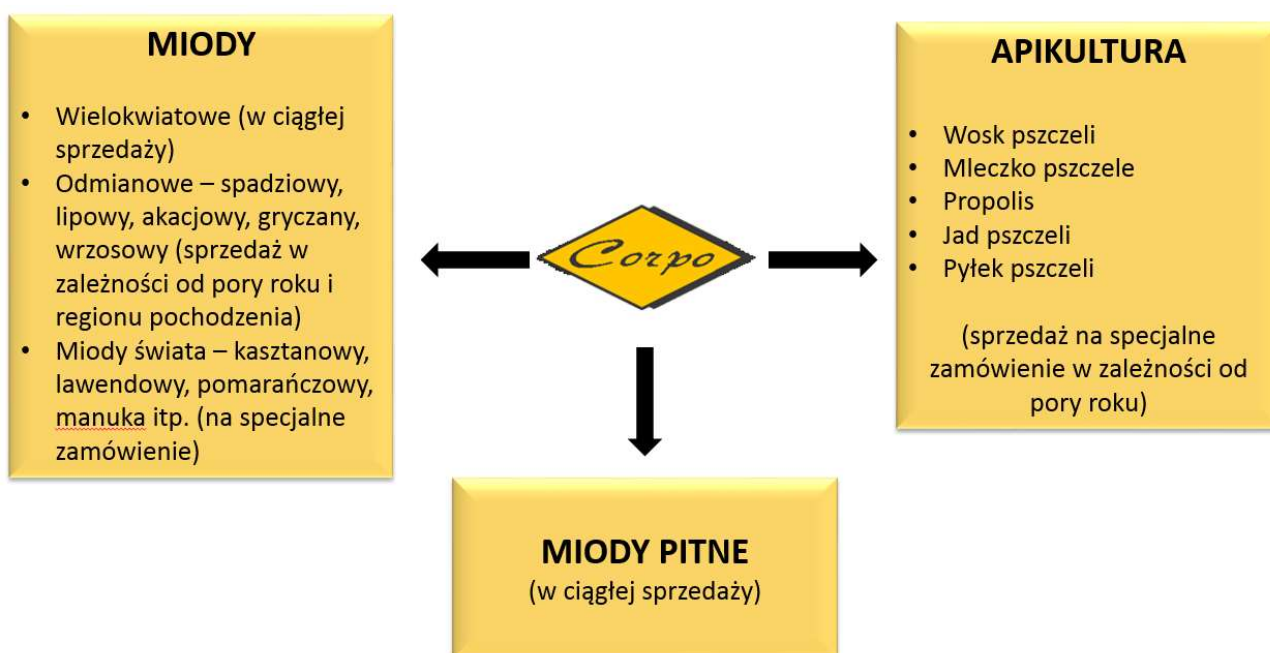 MIODY
• Wielokwiatowe (w ciągłej
sprzedaży)
• Odmianowe – spadziowy,
lipowy, akacjowy, gryczany,
wrzosowy (sprzedaż w
zależności od pory roku i
regionu pochodzenia)
• Miody świata – kasztanowy,
lawendowy, pomarańczowy,
manuka itp. (na specjalne
zamówienie)
Corpo
APIKULTURA
• Wosk pszczeli
• Mleczko pszczele
• Propolis
• Jad pszczeli
• Pyłek pszczeli
(sprzedaż na specjalne
zamówienie w zależności od
pory roku)
MIODY PITNE
(w ciągłej sprzedaży)